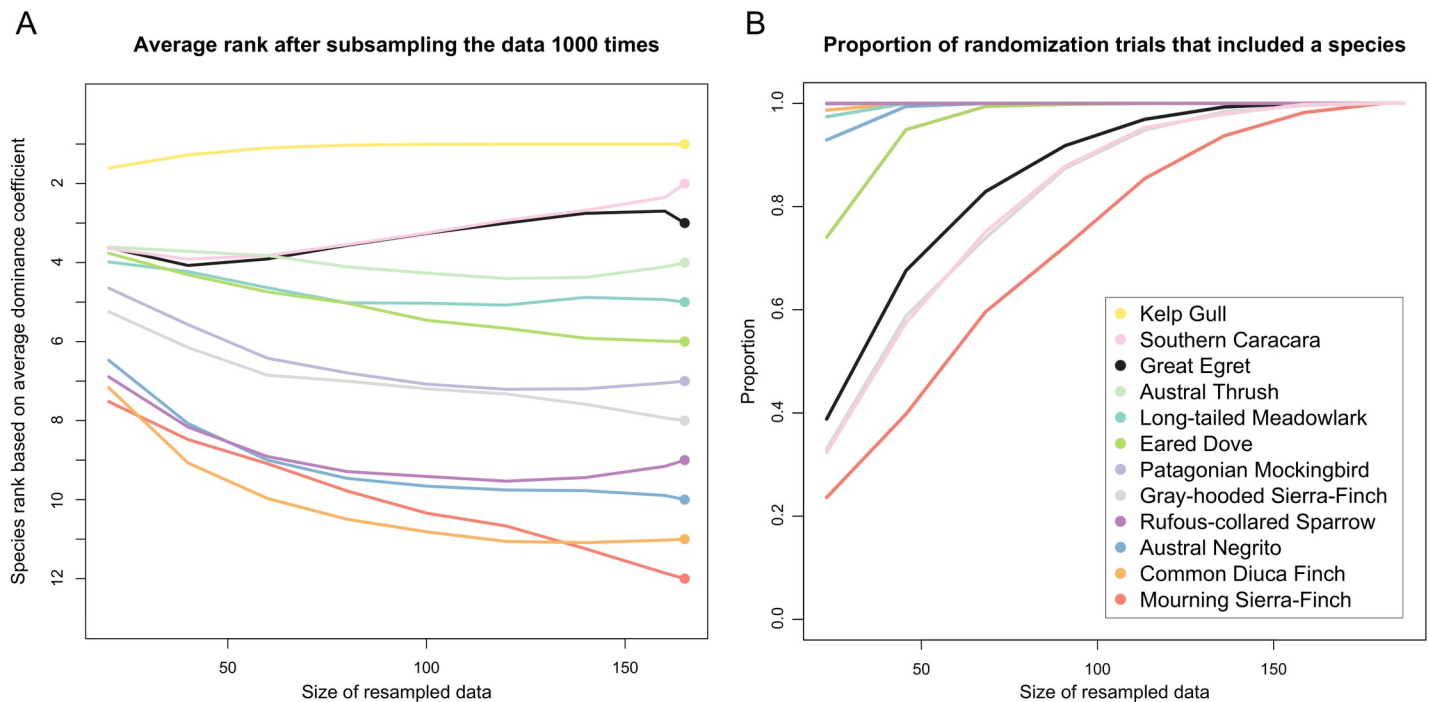 A
Average rank after subsampling the data 1000 times
Species rank based on average dominance coefficient
2
4
6
8
10
12
50
100
150
Size of resampled data
B
Proportion of randomization trials that included a species
Proportion
1.0
0.8
0.6
0.4
0.2
0.0
50
100
150
Size of resampled data
Kelp Gull
Southern Caracara
Great Egret
Austral Thrush
Long-tailed Meadowlark
Eared Dove
Patagonian Mockingbird
Gray-hooded Sierra-Finch
Rufous-collared Sparrow
Austral Negrito
Common Diuca Finch
Mourning Sierra-Finch